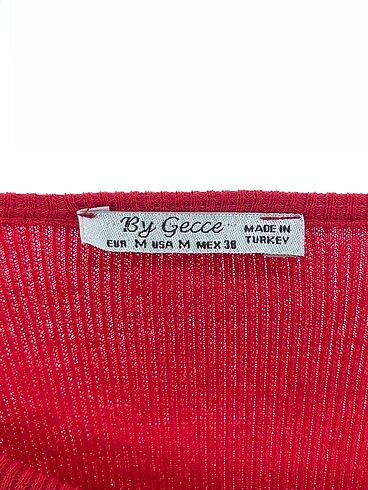 By Gecce
EUR M USA M MEX 38
MADE IN
TURKEY